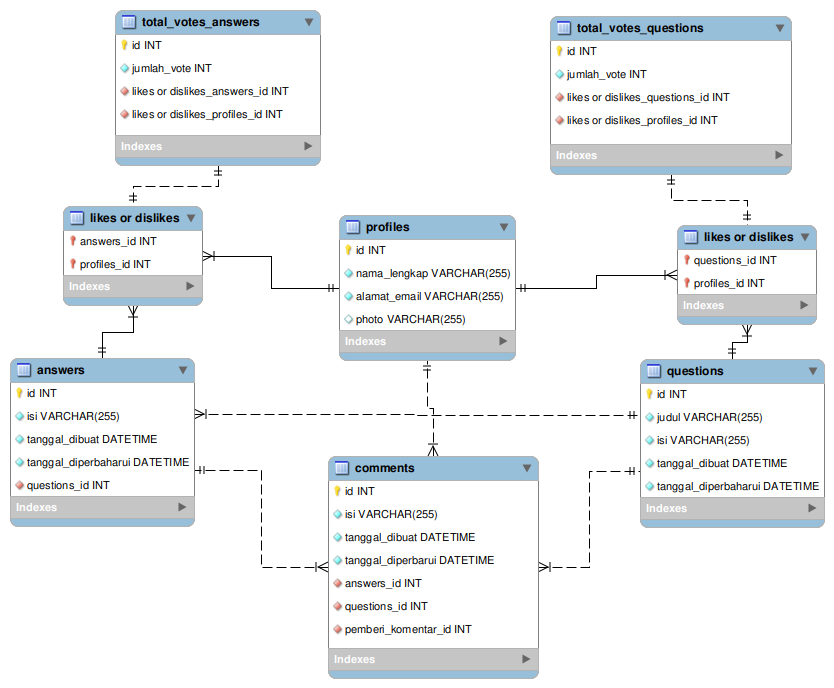 total_votes_answers
id INT
jumlah_vote INT
likes or dislikes_answers_id INT
likes or dislikes_profiles_id INT
Indexes
total_votes_questions
id INT
jumlah_vote INT
likes or dislikes_questions_id INT
likes or dislikes_profiles_id INT
Indexes
likes or dislikes
answers_id INT
profiles_id INT
Indexes
profiles
id INT
nama_lengkap VARCHAR(255)
alamat_email VARCHAR(255)
photo VARCHAR(255)
Indexes
likes or dislikes
questions_id INT
profiles_id INT
Indexes
answers
id INT
isi VARCHAR(255)
tanggal_dibuat DATETIME
tanggal_diperbaharui DATETIME
questions_id INT
Indexes
questions
id INT
judul VARCHAR(255)
isi VARCHAR(255)
tanggal_dibuat DATETIME
tanggal_diperbaharui DATETIME
Indexes
comments
id INT
isi VARCHAR(255)
tanggal_dibuat DATETIME
tanggal_diperbarui DATETIME
answers_id INT
questions_id INT
pemberi_komentar_id INT
Indexes